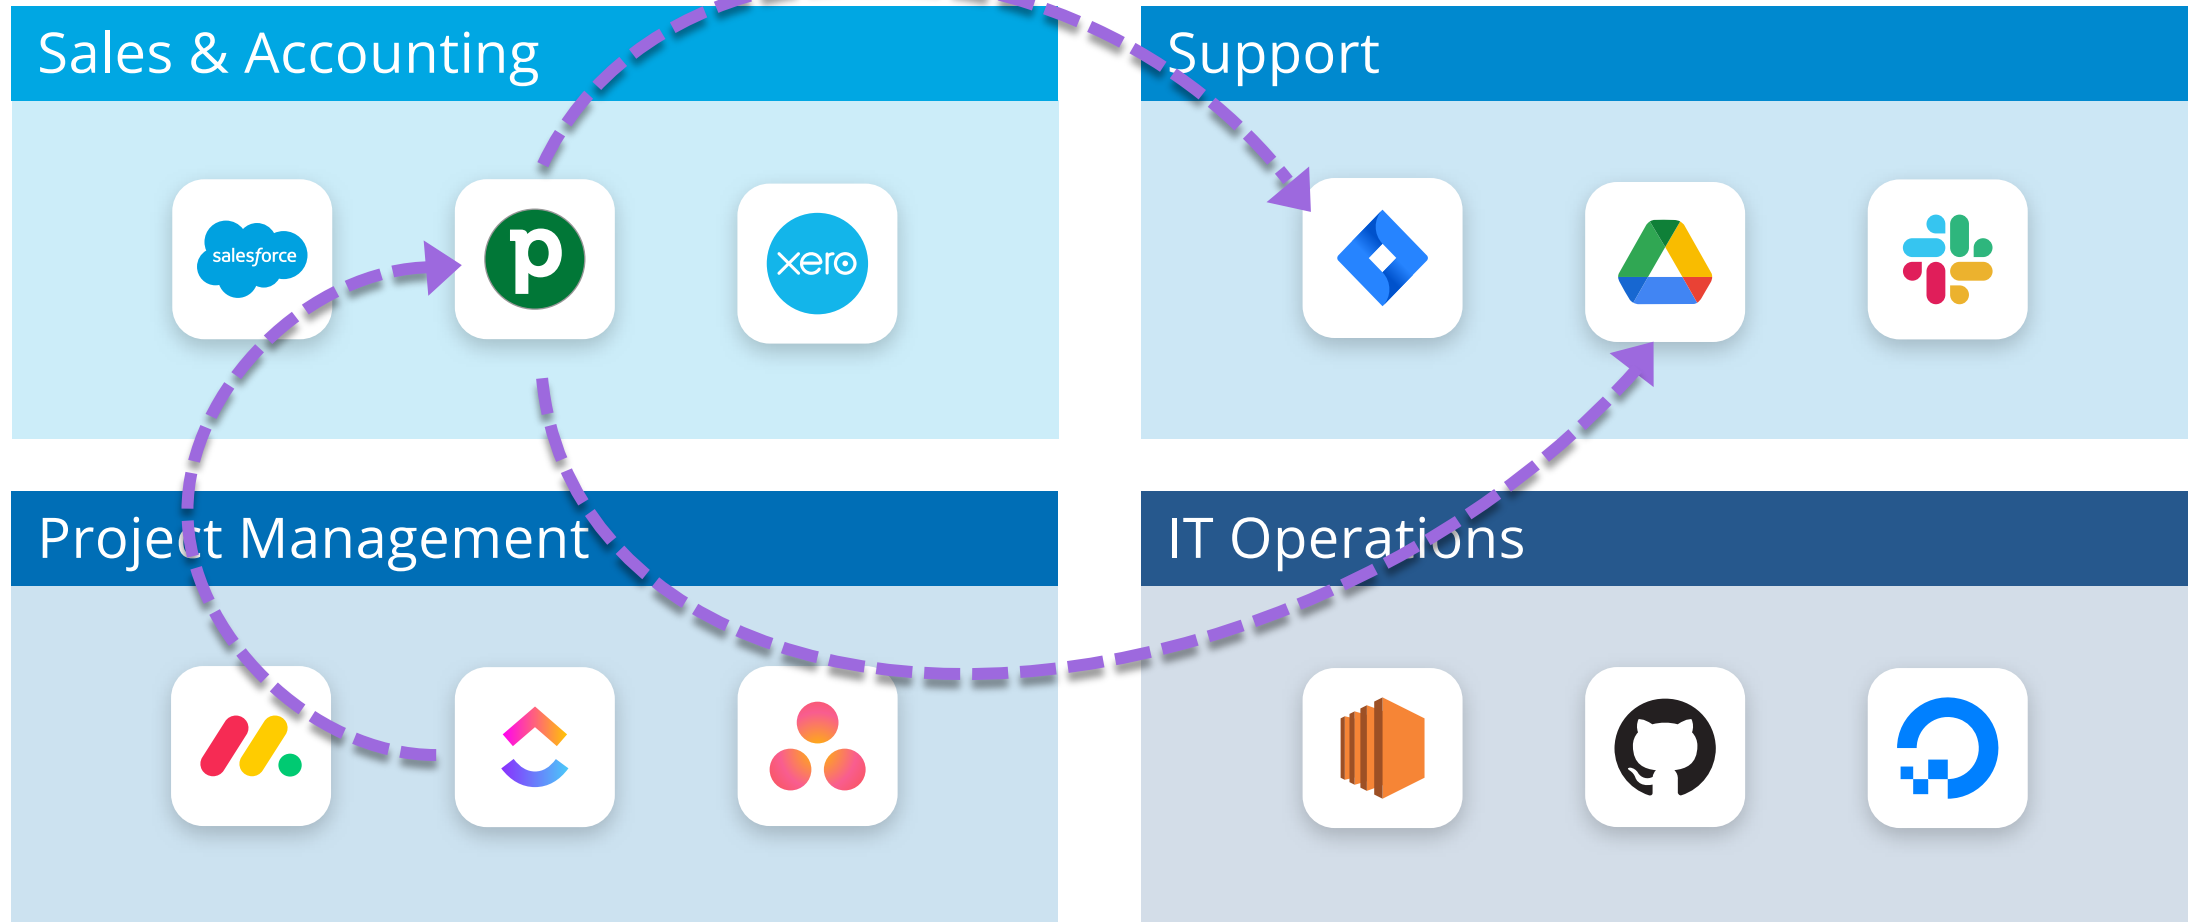 Sales & Accounting
Support
salesforce
p
xero
Project Management
IT Operations